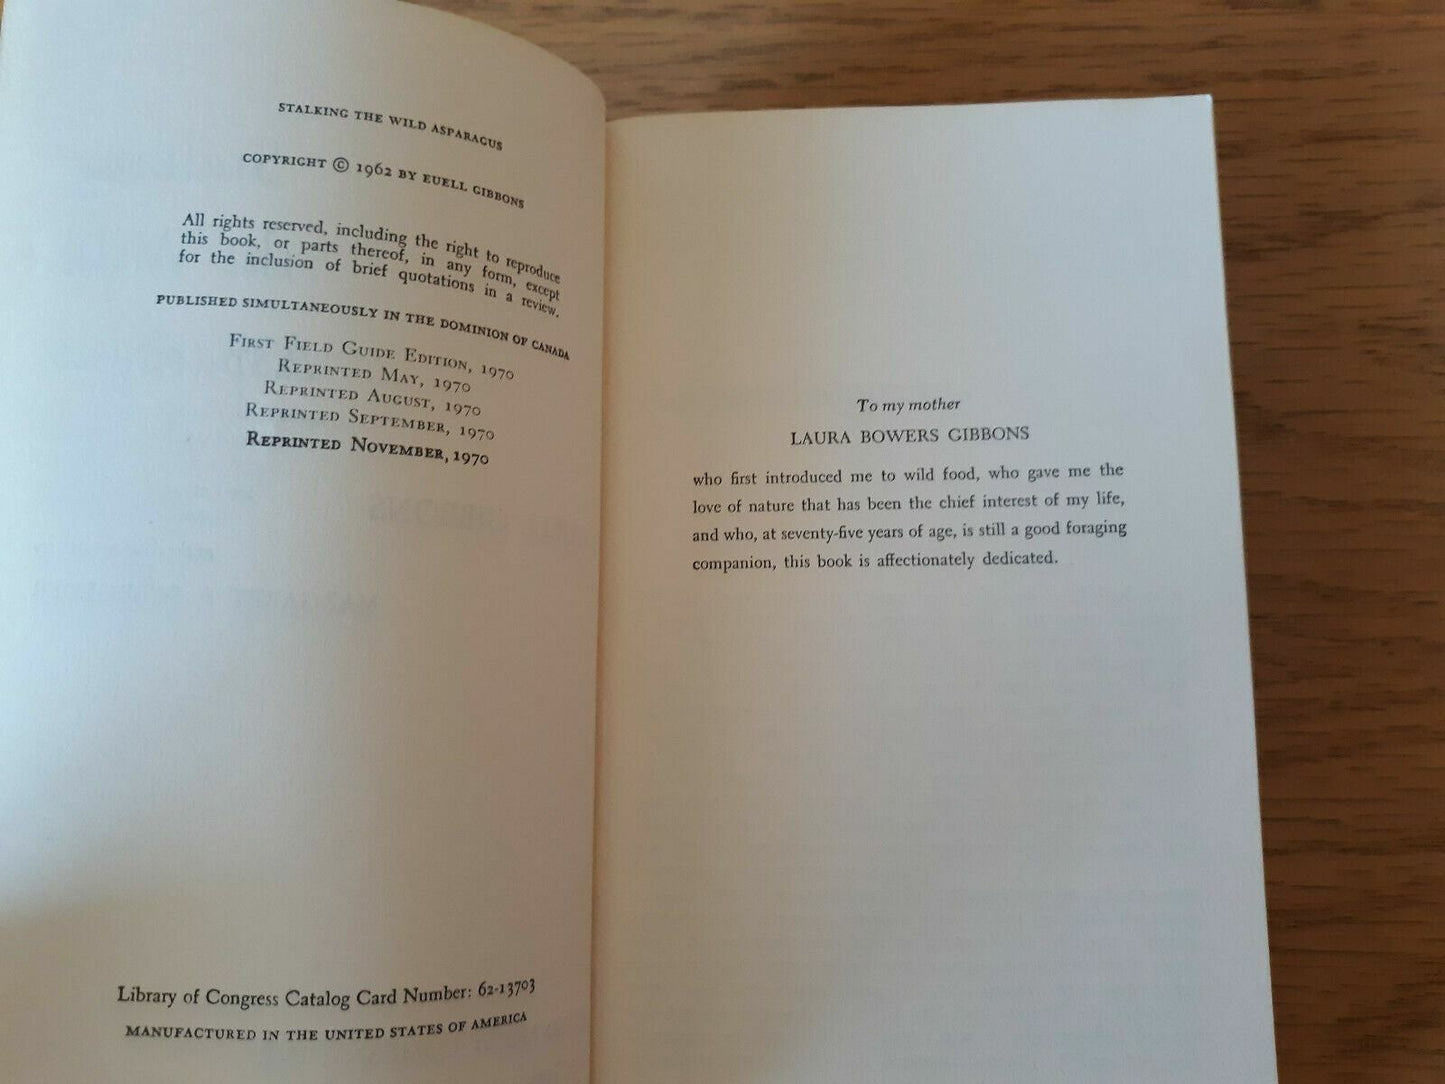 STALKING THE WILD ASPARAGUS
COPYRIGHT © 1962 BY EUELL GIBBONS
All rights reserved, including the right to reproduce
this book, or parts thereof, in any form, except
for the inclusion of brief quotations in a review.
PUBLISHED SIMULTANEOUSLY IN THE DOMINION OF CANADA
First Field Guide Edition, 1970
Reprinted May, 1970
Reprinted August, 1970
Reprinted September, 1970
Reprinted November, 1970
Library of Congress Catalog Card Number: 62-13703
MANUFACTURED IN THE UNITED STATES OF AMERICA
To my mother
LAURA BOWERS GIBBONS
who first introduced me to wild food, who gave me the
love of nature that has been the chief interest of my life,
and who, at seventy-five years of age, is still a good foraging
companion, this book is affectionately dedicated.